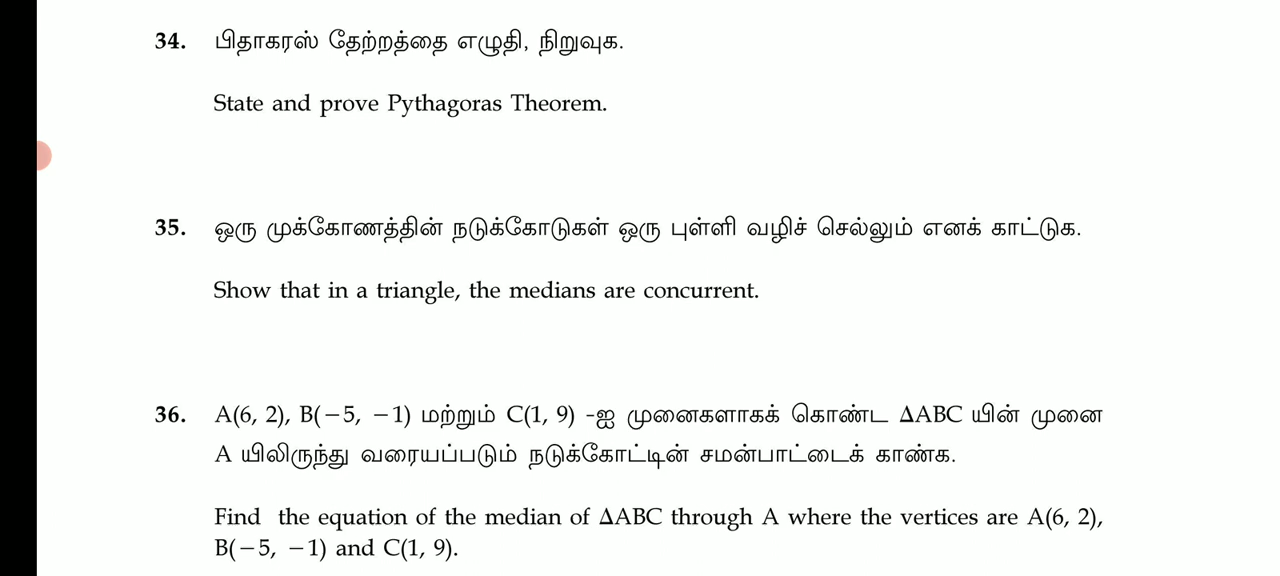 34. பிதாகரஸ் தேற்றத்தை எழுதி, நிறுவுக.
State and prove Pythagoras Theorem.
35. ஒரு முக்கோணத்தின் நடுக்கோடுகள் ஒரு புள்ளி வழிச் செல்லும் எனக் காட்டுக.
Show that in a triangle, the medians are concurrent.
36. A(6, 2), B(−5, −1) மற்றும் C(1, 9) -ஐ முனைகளாகக் கொண்ட ΔABC யின் முனை
A யிலிருந்து வரையப்படும் நடுக்கோட்டின் சமன்பாட்டைக் காண்க.
Find the equation of the median of ΔABC through A where the vertices are A(6, 2),
B(−5, −1) and C(1, 9).